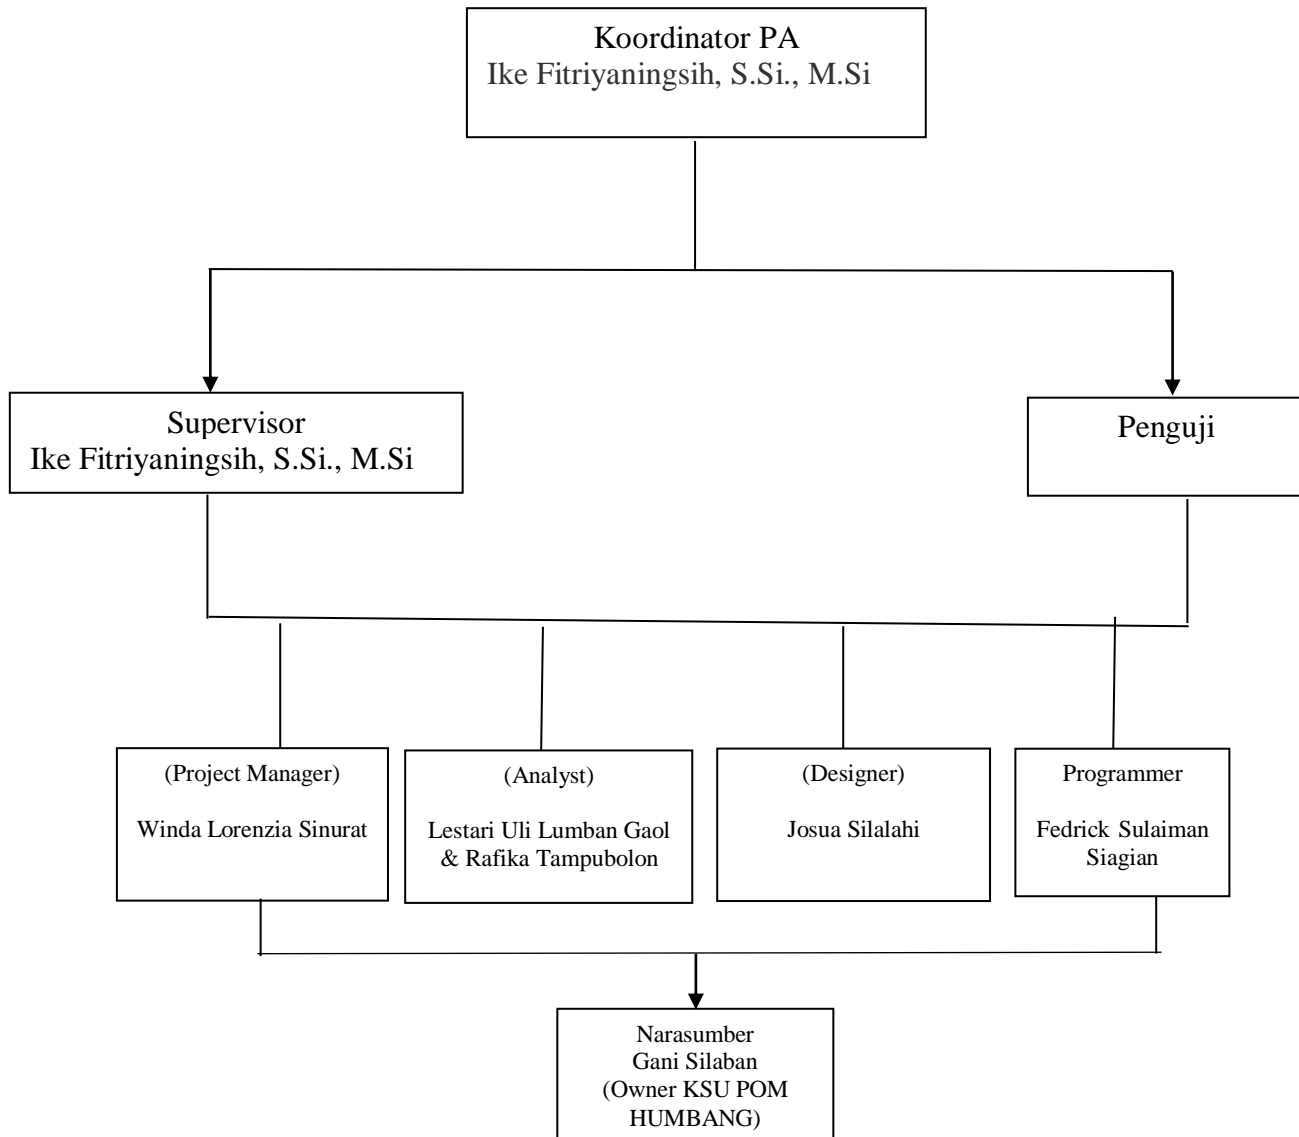 Koordinator PA
Ike Fitriyaningsih, S.Si., M.Si
Supervisor
Ike Fitriyaningsih, S.Si., M.Si
Penguji
(Project Manager)
Winda Lorenzia Sinurat
(Analyst)
Lestari Uli Lumban Gaol
& Rafika Tampubolon
(Designer)
Josua Silalahi
Programmer
Fedrick Sulaiman
Siagian
Narasumber
Gani Silaban
(Owner KSU POM
HUMBANG)